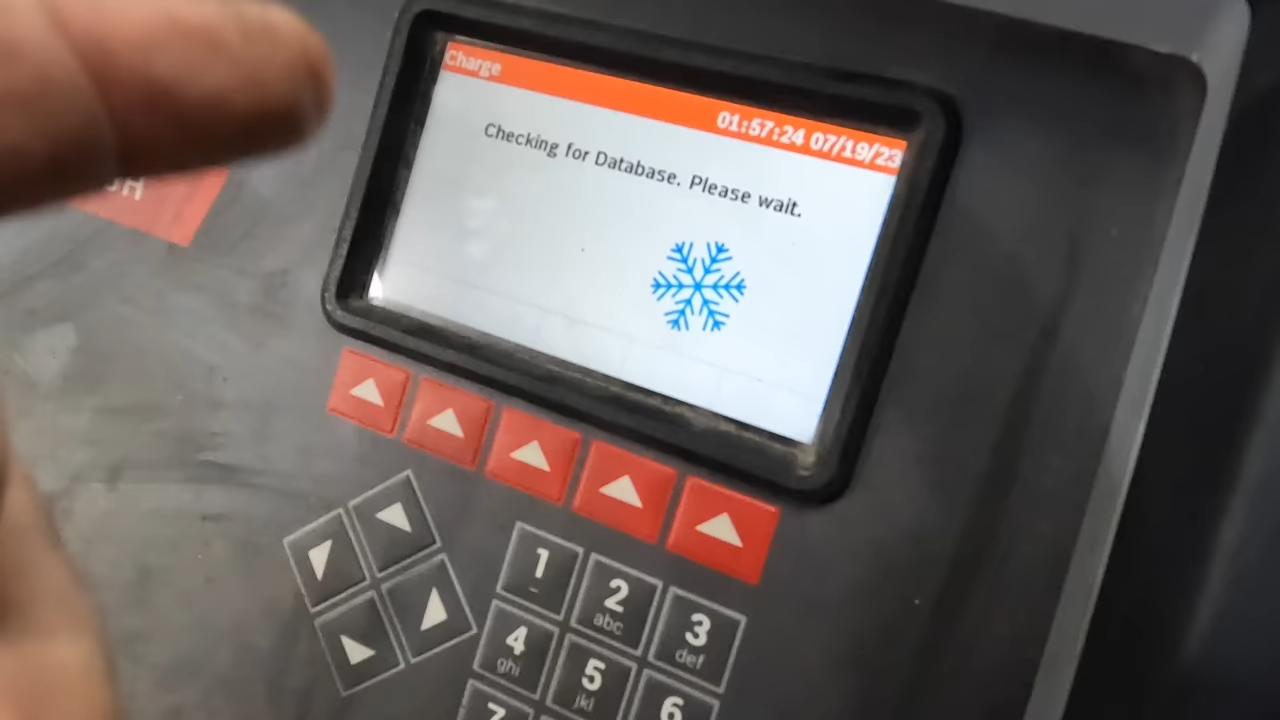 Charge
01:57:24 07/19/23
Checking for Database. Please wait.
1
2
abc
3
def
4
ghi
5
jkl
6
7